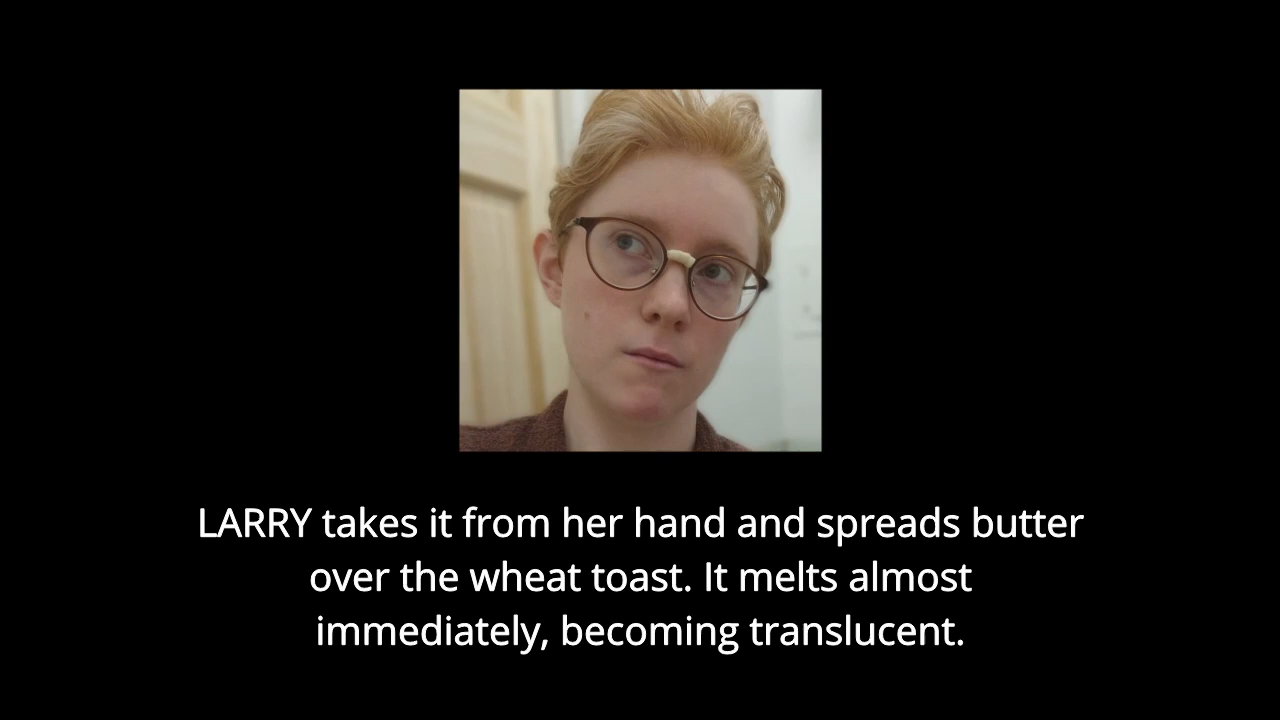 LARRY takes it from her hand and spreads butter
over the wheat toast. It melts almost
immediately, becoming translucent.